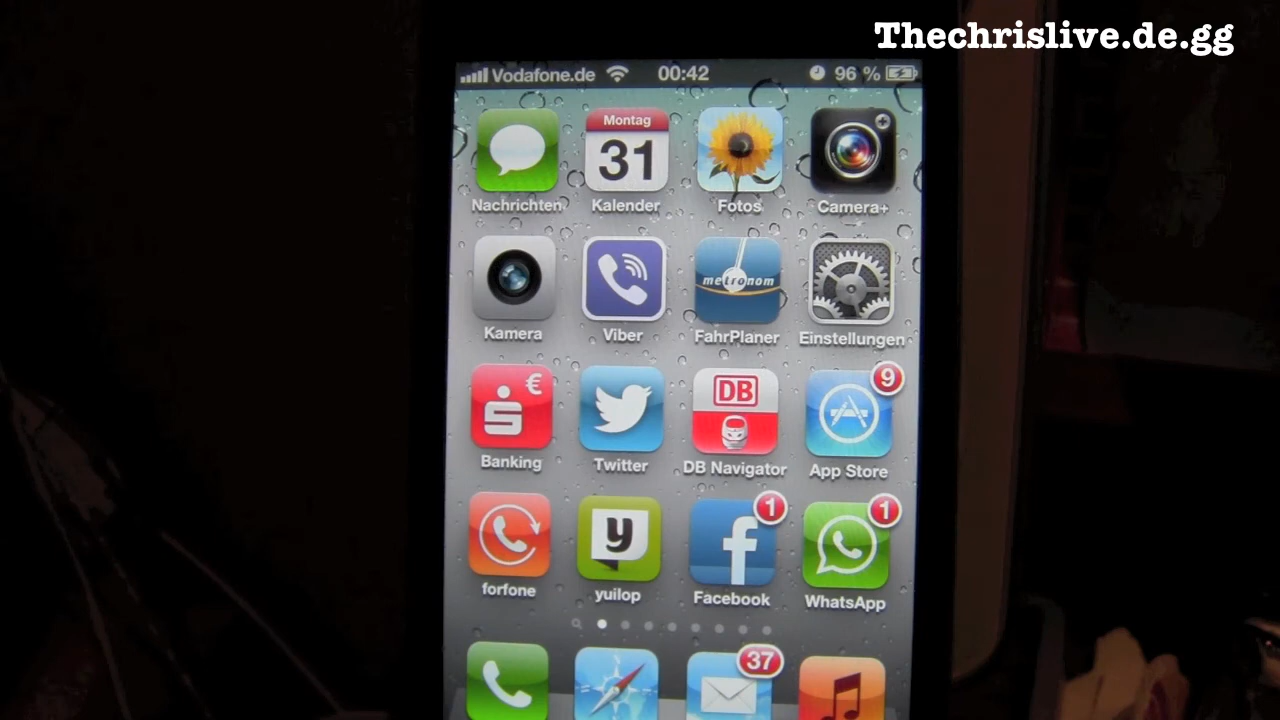 Thechrislive.de.gg
Vodafone.de 00:42 96 %
Montag
31
Nachrichten Kalender Fotos Camera+
metronom
Kamera Viber FahrPlaner Einstellungen
€
DB
9
Banking Twitter DB Navigator App Store
y
f
1
1
forfone yuilop Facebook WhatsApp
37